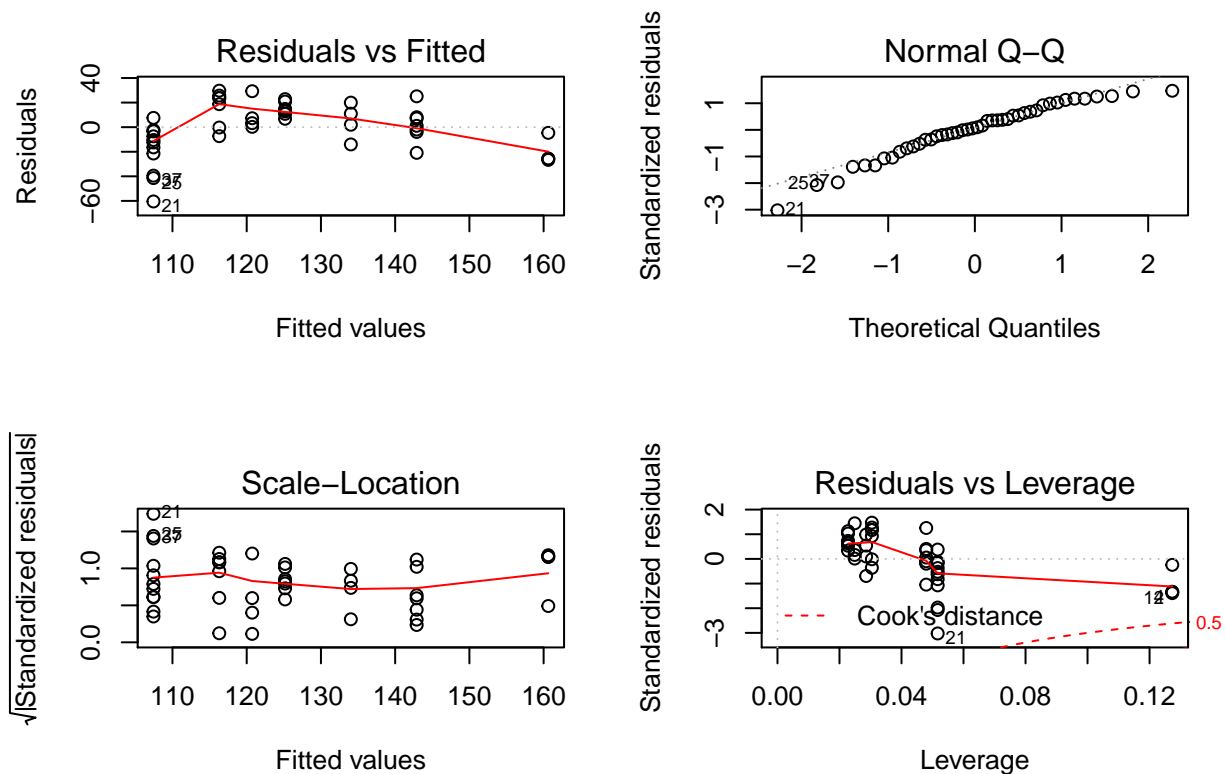 Residuals vs Fitted
Residuals
40
0
−60
37
25
21
110 120 130 140 150 160
Fitted values
Normal Q−Q
Standardized residuals
1
−1
−3
25
37
21
−2 −1 0 1 2
Theoretical Quantiles
Scale−Location
√|Standardized residuals|
1.0
0.0
21
25
37
110 120 130 140 150 160
Fitted values
Residuals vs Leverage
Standardized residuals
2
0
−3
Cook's distance
21
0.5
0.00 0.04 0.08 0.12
Leverage